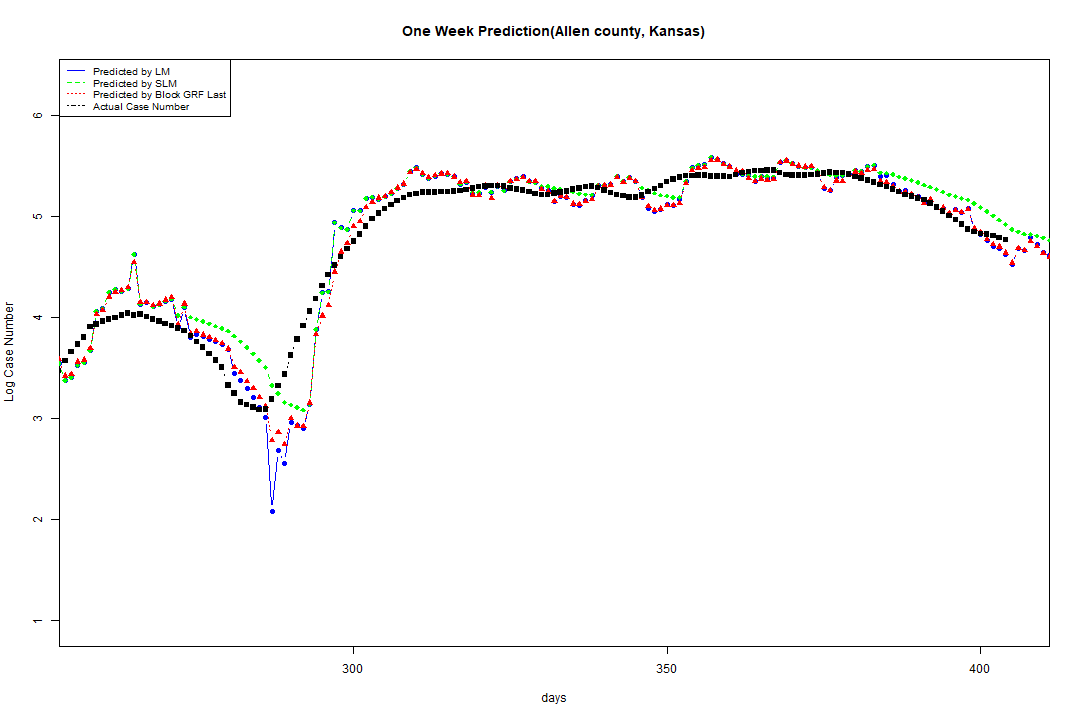 One Week Prediction(Allen county, Kansas)
Predicted by LM
Predicted by SLM
Predicted by Block GRF Last
Actual Case Number
6
5
4
3
2
1
Log Case Number
300
350
400
days